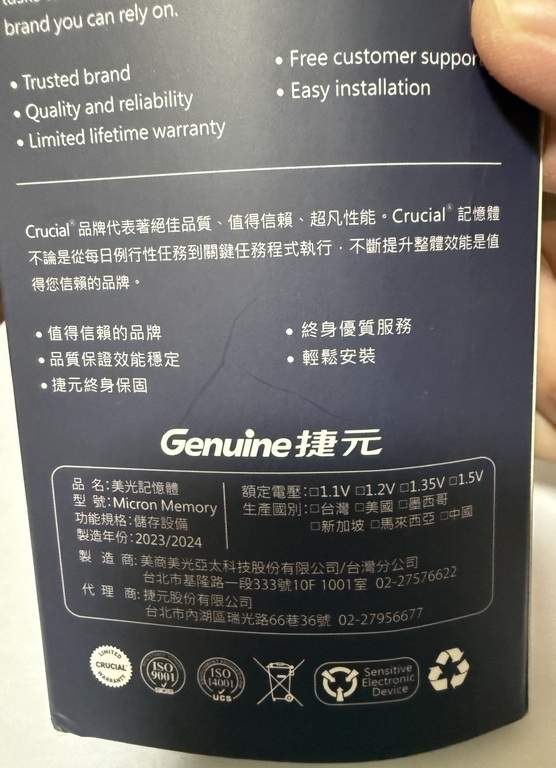 brand you can rely on.
• Trusted brand
• Quality and reliability
• Limited lifetime warranty
• Free customer suppor
• Easy installation
Crucial® 品牌代表著絕佳品質、值得信賴、超凡性能。Crucial® 記憶體
不論是從每日例行性任務到關鍵任務程式執行，不斷提升整體效能是值
得您信賴的品牌。
• 值得信賴的品牌
• 品質保證效能穩定
• 捷元終身保固
• 終身優質服務
• 輕鬆安裝
Genuine 捷元
品 名:美光記憶體
型 號:Micron Memory
功能規格:儲存設備
製造年份:2023/2024
額定電壓:□1.1V □1.2V □1.35V □1.5V
生產國別:□台灣 □美國 □墨西哥
□新加坡 □馬來西亞 □中國
製 造 商:美商美光亞太科技股份有限公司/台灣分公司
台北市基隆路一段333號10F 1001室 02-27576622
代 理 商:捷元股份有限公司
台北市內湖區瑞光路66巷36號 02-27956677
LIMITED
CRUCIAL
WARRANTY
ISO
9001
ISO
14001
UCS
Sensitive
Electronic
Device